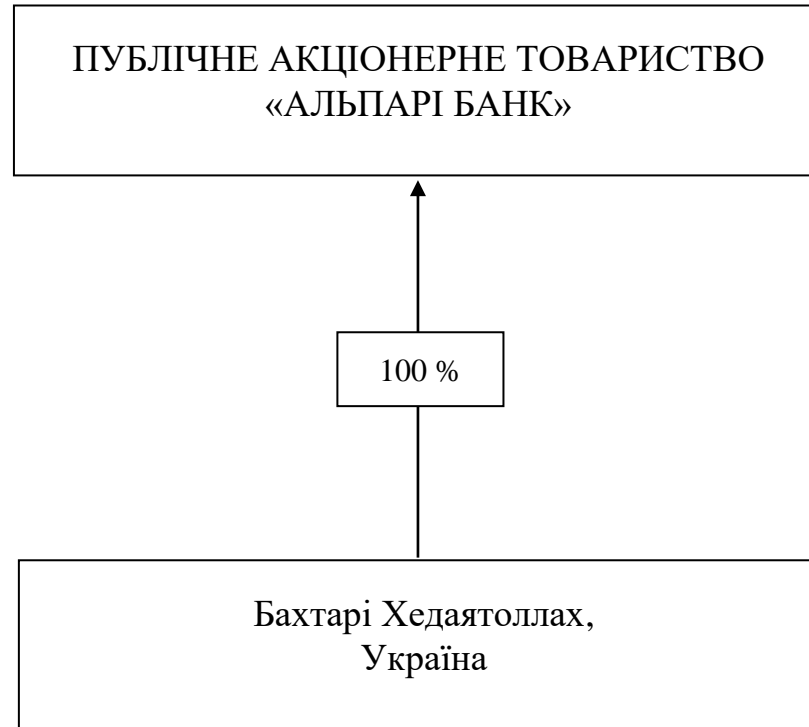 ПУБЛІЧНЕ АКЦІОНЕРНЕ ТОВАРИСТВО
«АЛЬПАРІ БАНК»
100 %
Бахтарі Хедаятоллах,
Україна